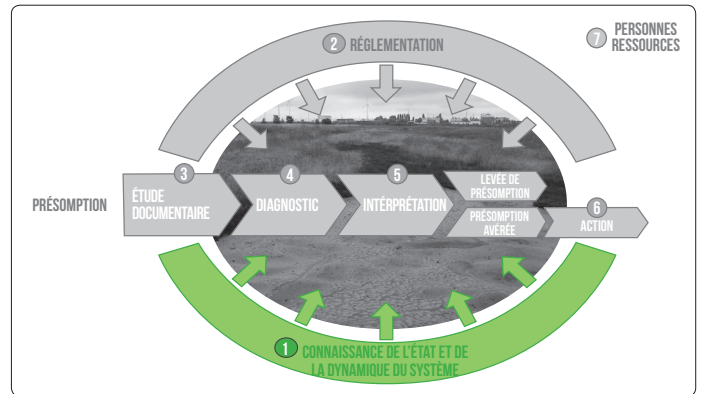 2 RÉGLEMENTATION
7 PERSONNES
RESSOURCES
PRÉSOMPTION
3
ÉTUDE
DOCUMENTAIRE
4
DIAGNOSTIC
5
INTÉRPRÉTATION
LEVÉE DE
PRÉSOMPTION
PRÉSOMPTION
AVÉRÉE
6
ACTION
1 CONNAISSANCE DE L'ÉTAT ET DE
LA DYNAMIQUE DU SYSTÈME